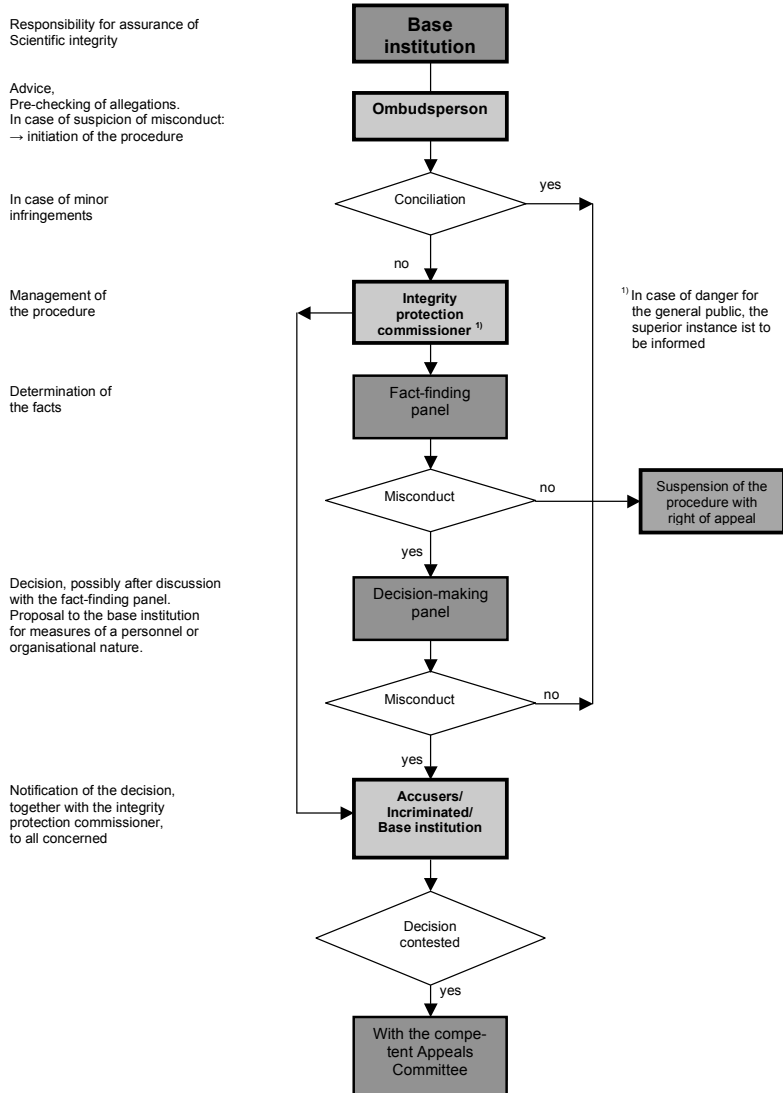 Responsibility for assurance of
Scientific integrity
Base
institution
Advice,
Pre-checking of allegations.
In case of suspicion of misconduct:
→ initiation of the procedure
Ombudsperson
In case of minor
infringements
Conciliation
yes
no
Management of
the procedure
Integrity
protection
commissioner 1)
1) In case of danger for
the general public, the
superior instance ist to
be informed
Determination of
the facts
Fact-finding
panel
Misconduct
no
Suspension of the
procedure with
right of appeal
yes
Decision, possibly after discussion
with the fact-finding panel.
Proposal to the base institution
for measures of a personnel or
organisational nature.
Decision-making
panel
Misconduct
no
yes
Notification of the decision,
together with the integrity
protection commissioner,
to all concerned
Accusers/
Incriminated/
Base institution
Decision
contested
yes
With the compe-
tent Appeals
Committee